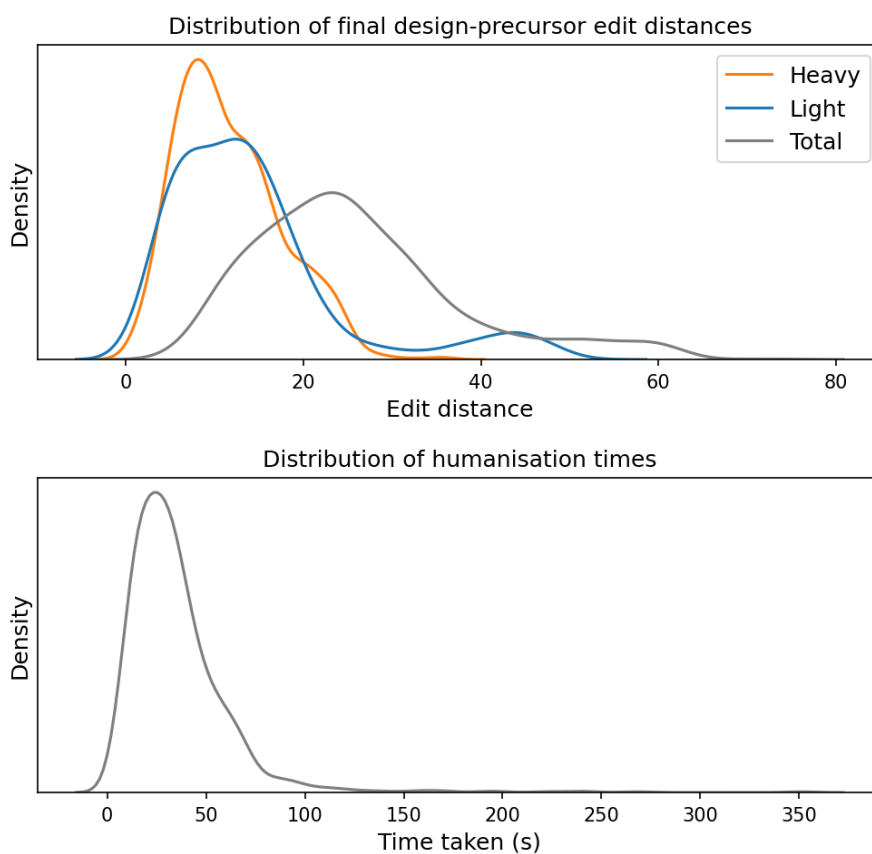 Distribution of final design-precursor edit distances
Heavy
Light
Total
Density
0 20 40 60 80
Edit distance
Distribution of humanisation times
Density
0 50 100 150 200 250 300 350
Time taken (s)